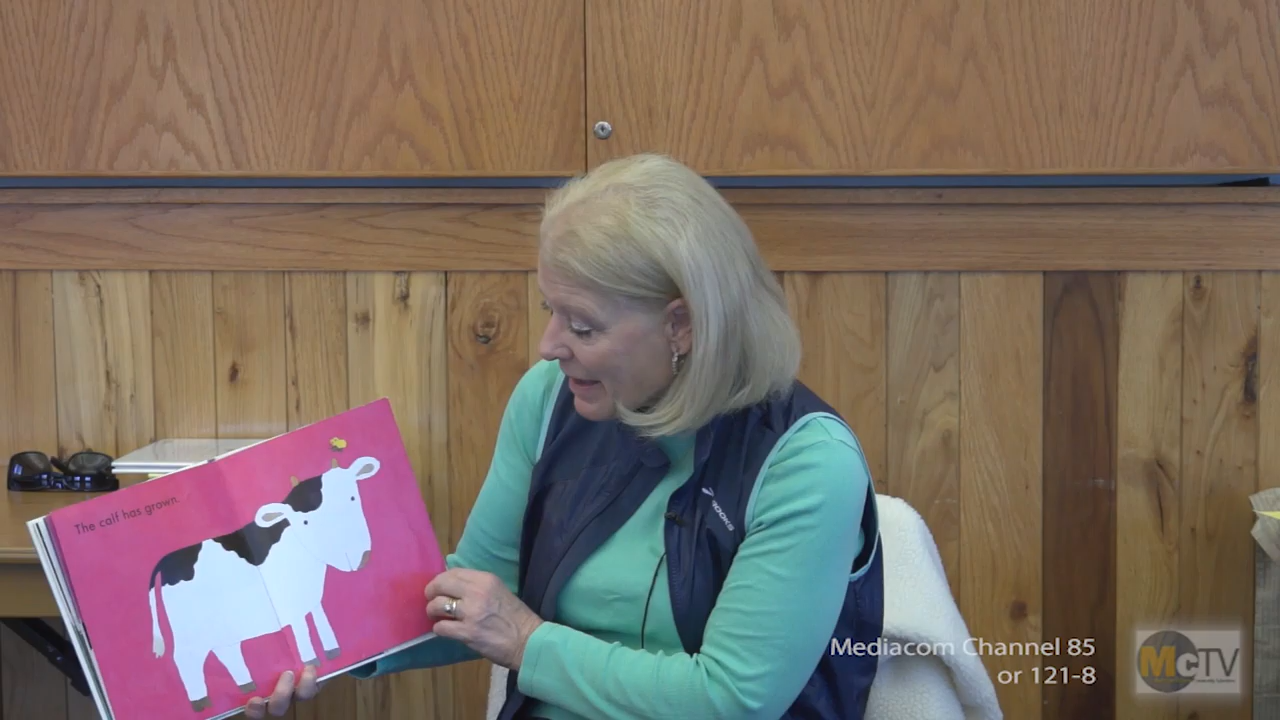 The calf has grown.
BROOKS
Mediacom Channel 85
or 121-8
McTV